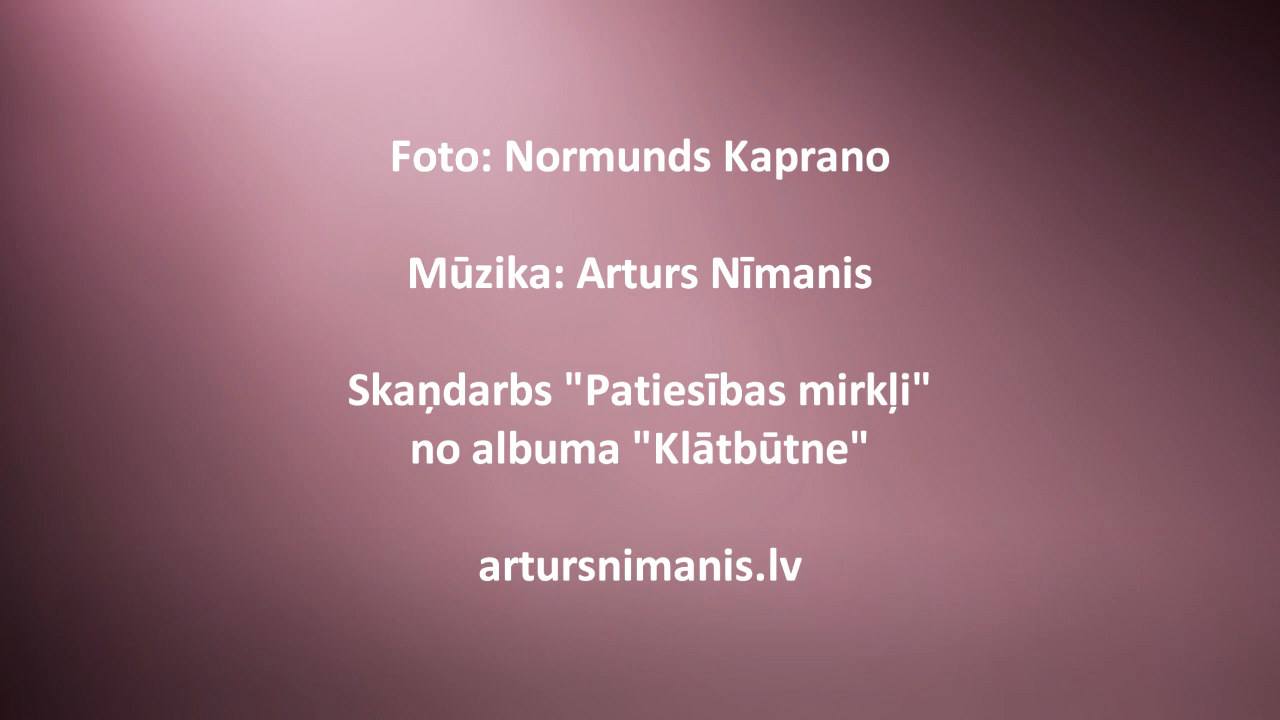 Foto: Normunds Kaprano
Mūzika: Arturs Nīmanis
Skaņdarbs "Patiesības mirkļi"
no albuma "Klātbūtne"
artursnimanis.lv